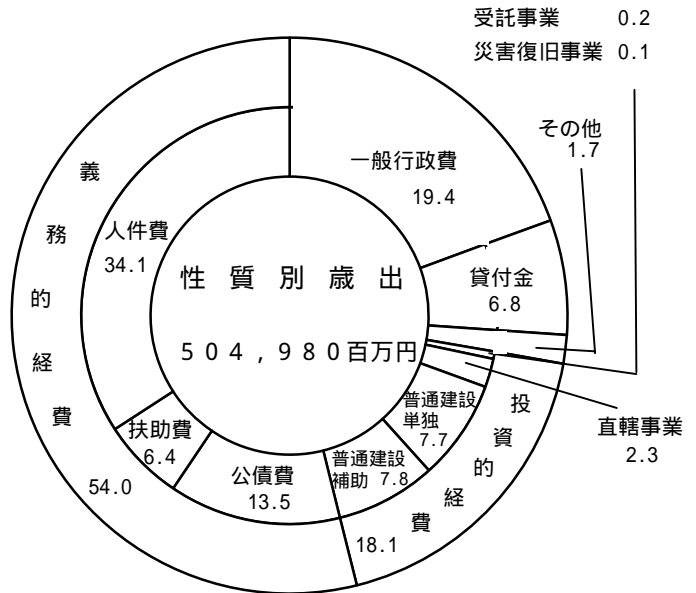 受託事業 0.2
災害復旧事業 0.1
その他
1.7
一般行政費
19.4
貸付金
6.8
直轄事業
2.3
投資的経費
18.1
普通建設
単独
7.7
普通建設
補助 7.8
公債費
13.5
扶助費
6.4
人件費
34.1
義務的経費
54.0
性質別歳出
504,980百万円